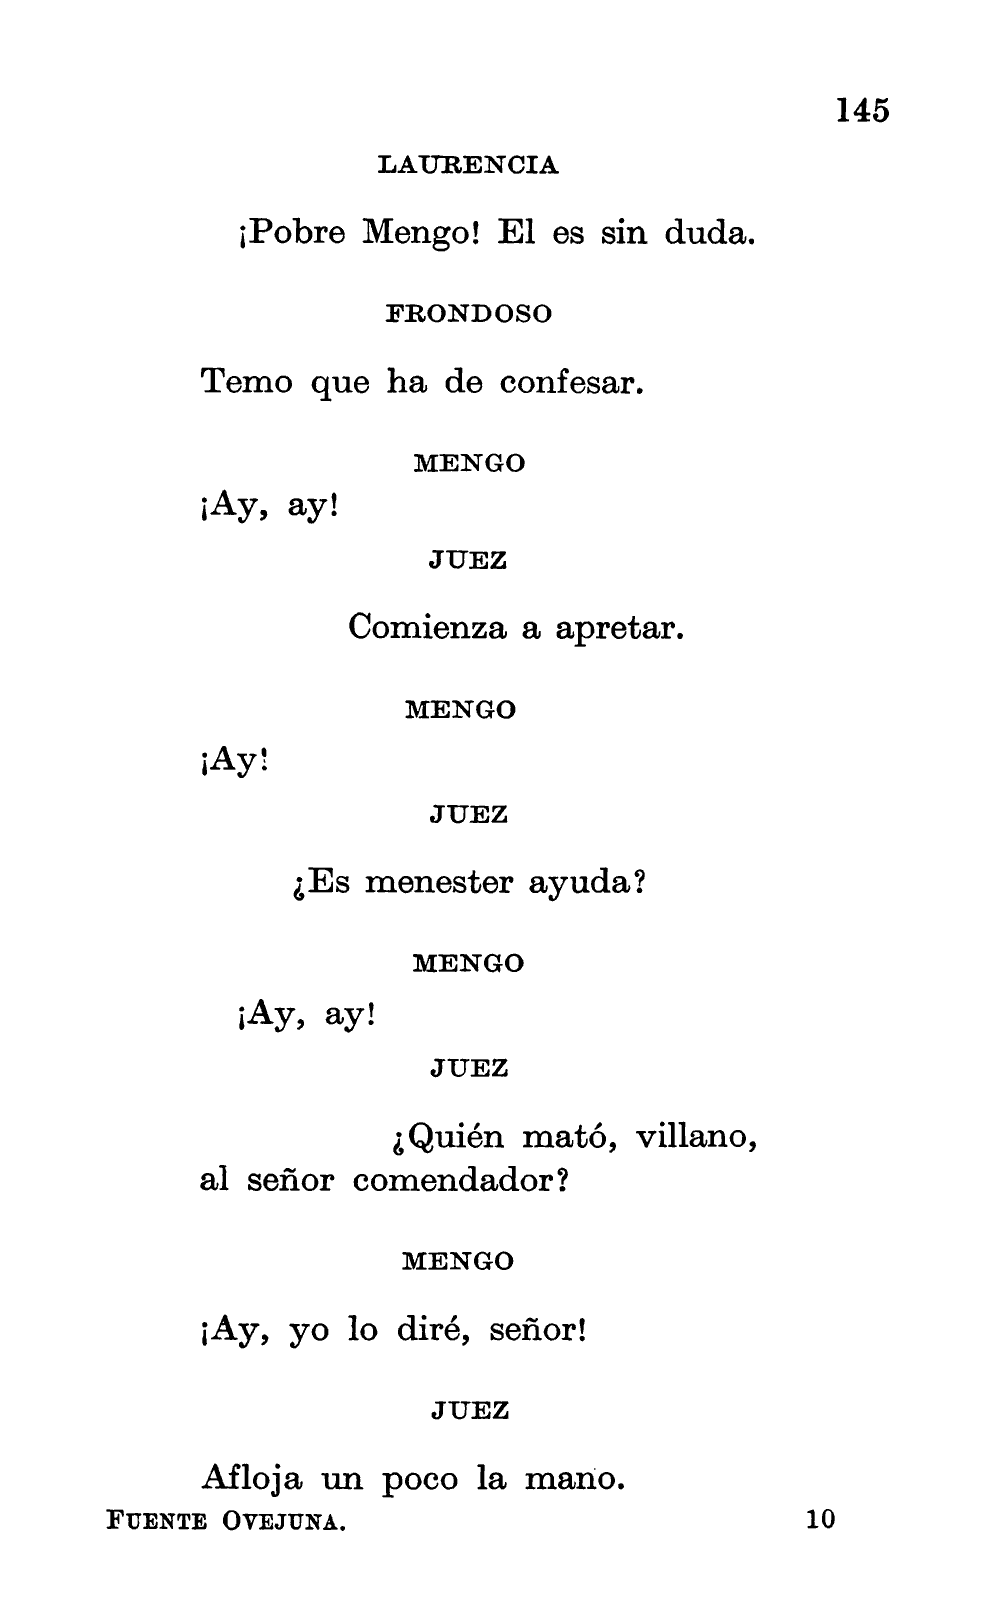 145
LAURENCIA
¡Pobre Mengo! El es sin duda.
FRONDOSO
Temo que ha de confesar.
MENGO
¡Ay, ay!
JUEZ
Comienza a apretar.
MENGO
¡Ay!
JUEZ
¿Es menester ayuda?
MENGO
¡Ay, ay!
JUEZ
¿Quién mató, villano,
al señor comendador?
MENGO
¡Ay, yo lo diré, señor!
JUEZ
Afloja un poco la mano.
FUENTE OVEJUNA. 10